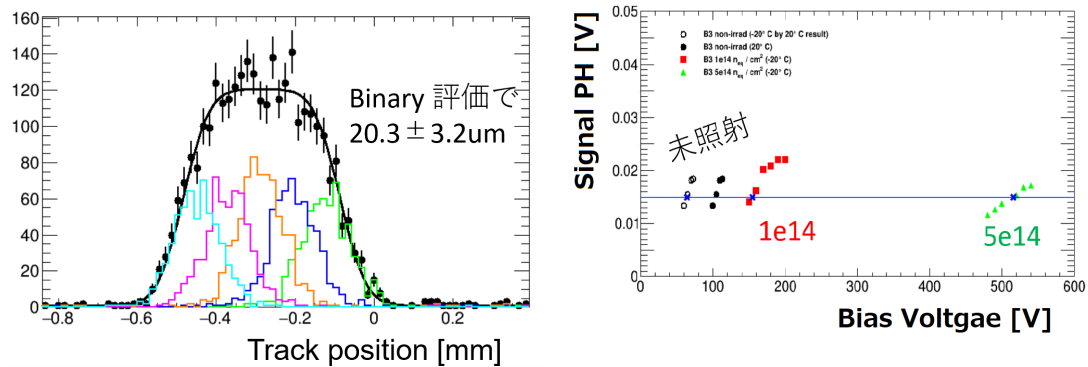 160
140
120
100
80
60
40
20
0
−0.8
−0.6
−0.4
−0.2
0
0.2
Binary 評価で
20.3±3.2um
Track position [mm]
Signal PH [V]
0.05
0.04
0.03
0.02
0.01
0
0
100
200
300
400
500
600
B3 non-irrad (-20° C by 20° C result)
B3 non-irrad (20° C)
B3 1e14 neq / cm² (-20° C)
B3 5e14 neq / cm² (-20° C)
未照射
1e14
5e14
Bias Voltgae [V]